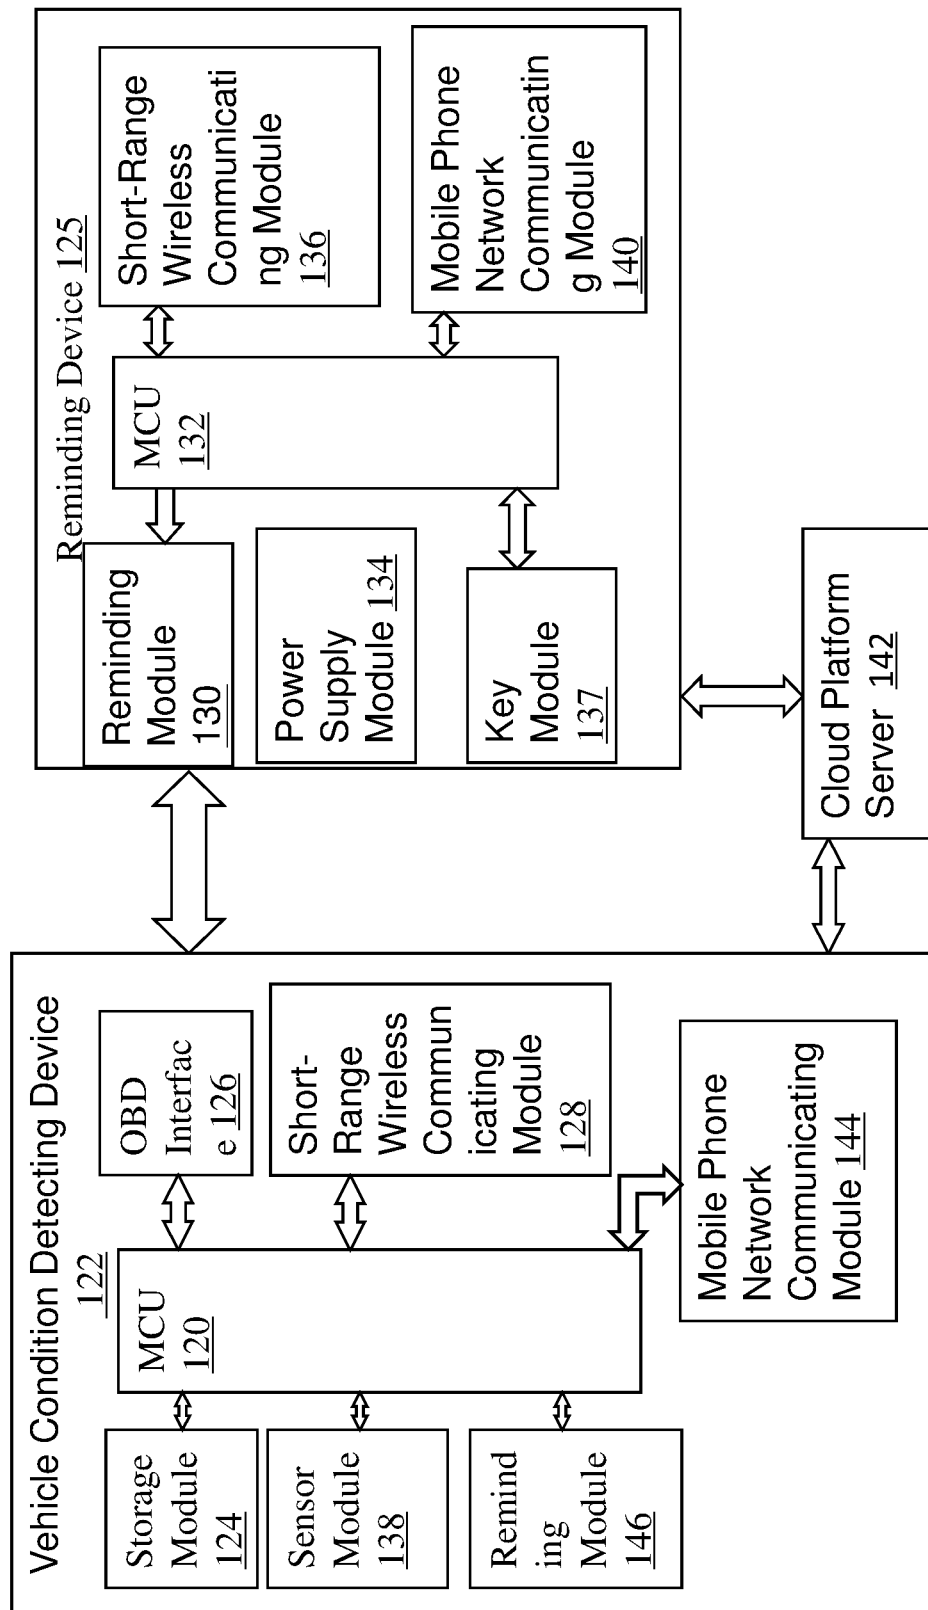 Vehicle Condition Detecting Device
122
Storage
Module
124
Sensor
Module
138
Remind
ing
Module
146
MCU
120
OBD
Interfac
e 126
Short-
Range
Wireless
Commun
icating
Module
128
Mobile Phone
Network
Communicating
Module 144
Reminding Device 125
Reminding
Module
130
Power
Supply
Module 134
Key
Module
137
MCU
132
Short-Range
Wireless
Communicati
ng Module
136
Mobile Phone
Network
Communicatin
g Module
140
Cloud Platform
Server 142